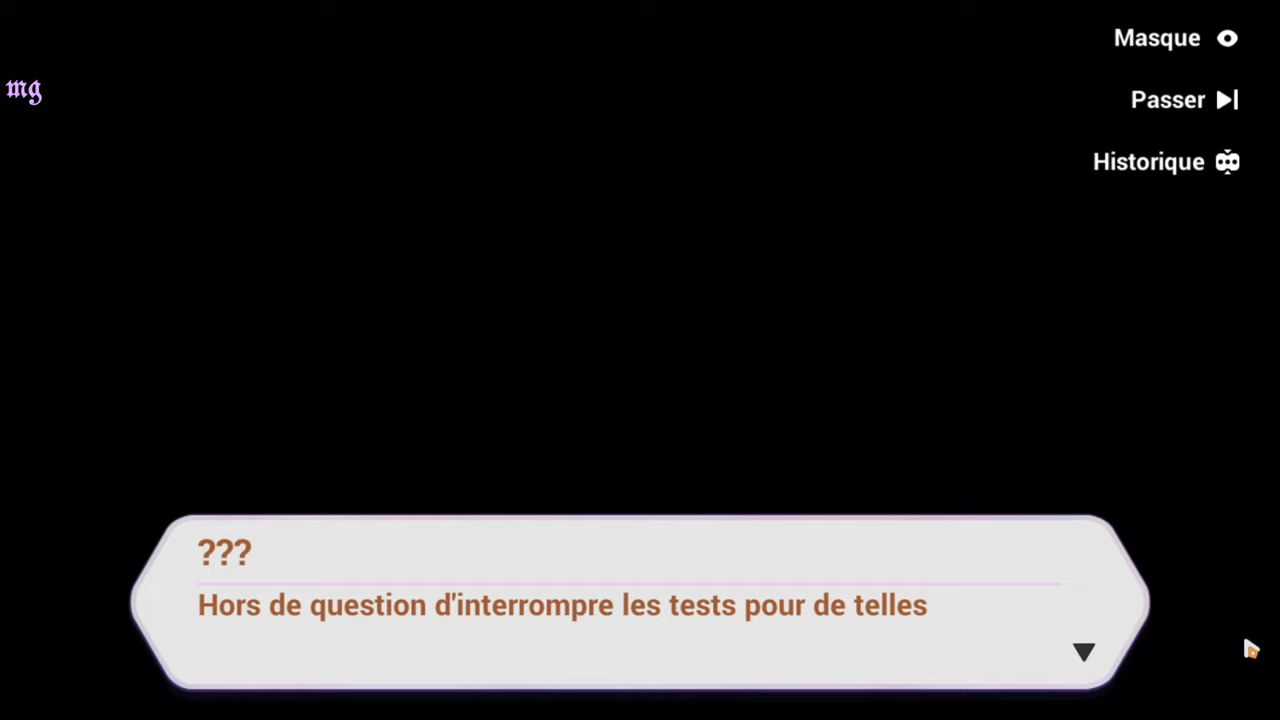 Masque
mg
Passer
Historique
???
Hors de question d'interrompre les tests pour de telles